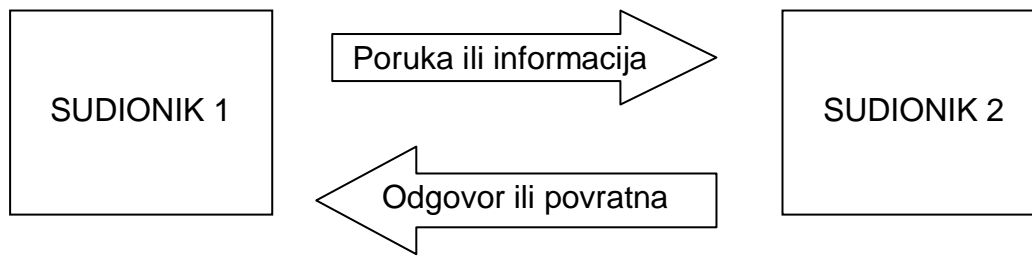 SUDIONIK 1
Poruka ili informacija
SUDIONIK 2
Odgovor ili povratna